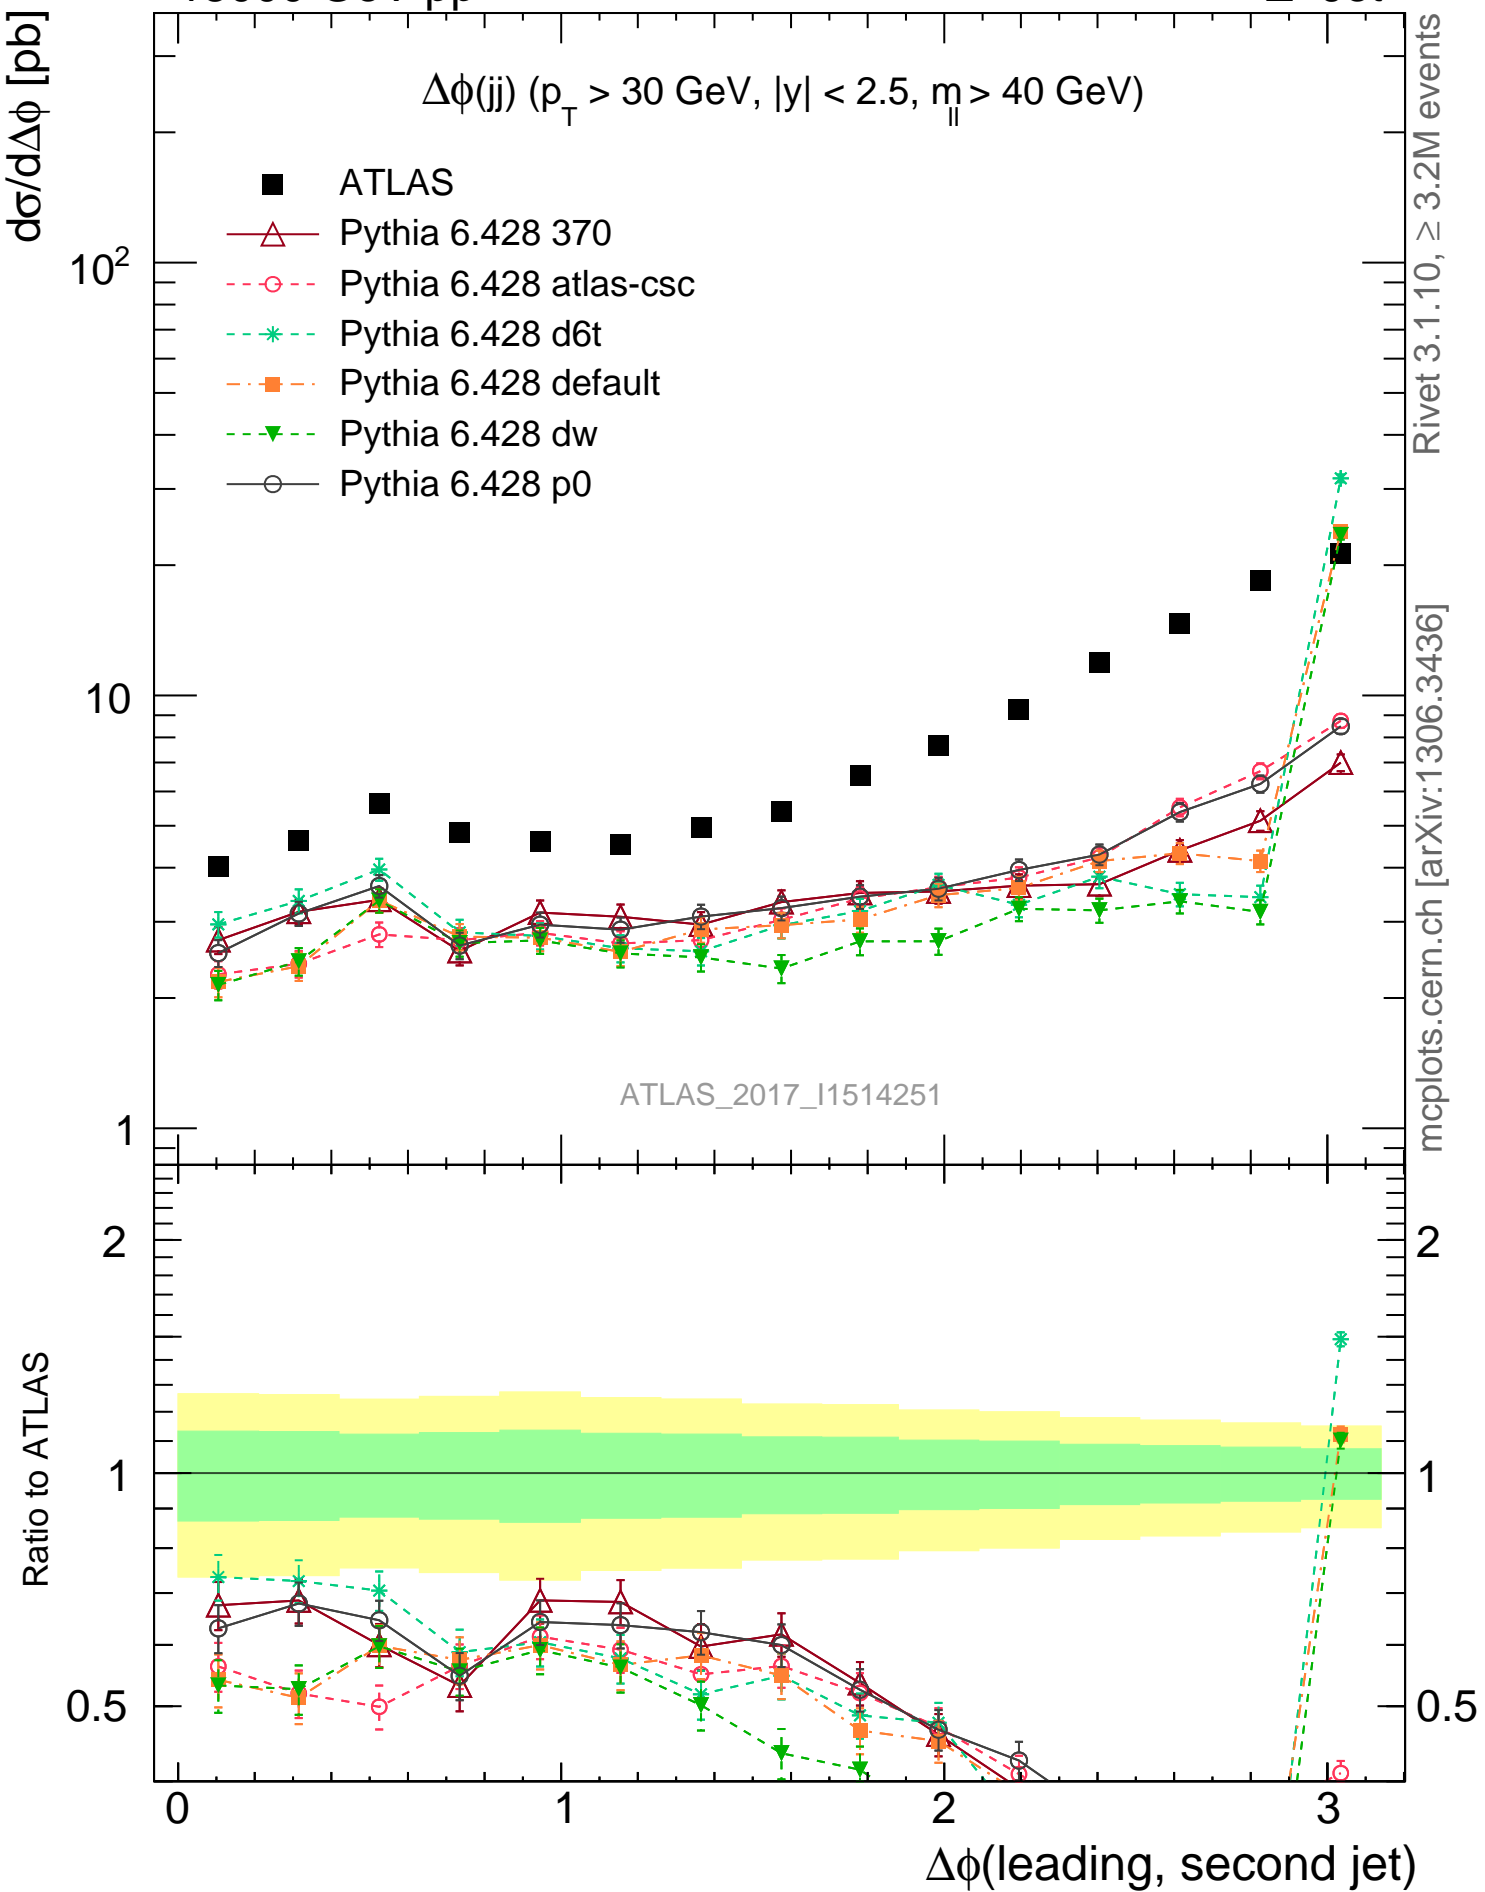 dσ/dΔϕ [pb]
Δϕ(jj) (p_T > 30 GeV, |y| < 2.5, m_ll > 40 GeV)
ATLAS
Pythia 6.428 370
Pythia 6.428 atlas-csc
Pythia 6.428 d6t
Pythia 6.428 default
Pythia 6.428 dw
Pythia 6.428 p0
10²
10
1
ATLAS_2017_I1514251
Rivet 3.1.10, ≥ 3.2M events
mcplots.cern.ch [arXiv:1306.3436]
Ratio to ATLAS
2
1
0.5
2
1
0.5
0 1 2 3
Δϕ(leading, second jet)